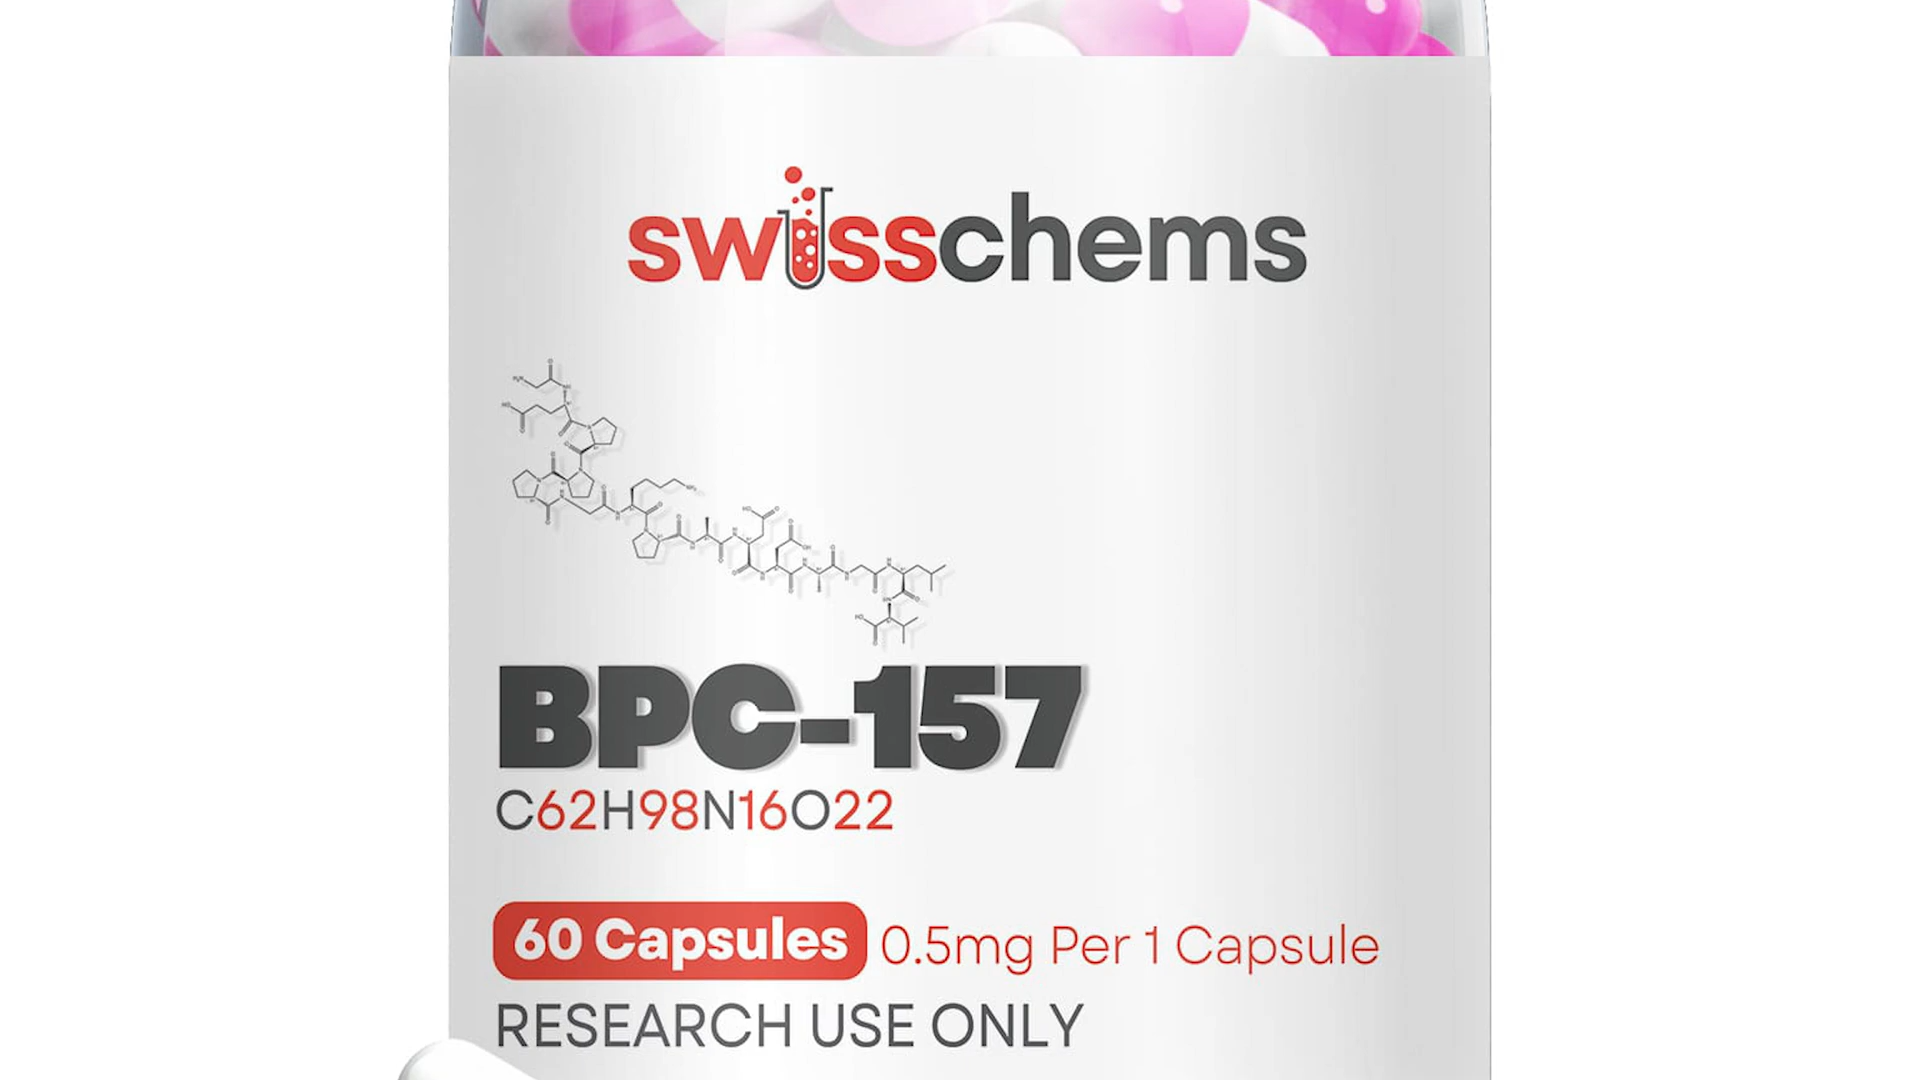 swisschems
BPC-157
C62H98N16O22
60 Capsules 0.5mg Per 1 Capsule
RESEARCH USE ONLY